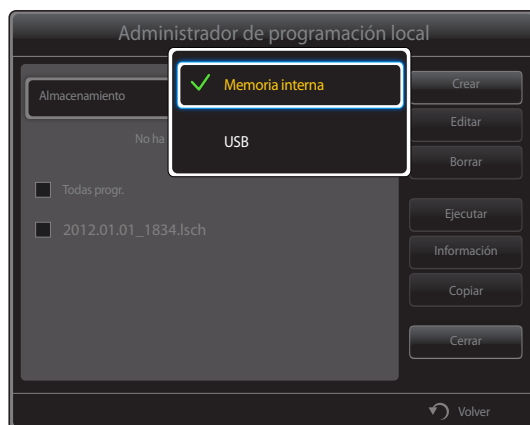 Administrador de programación local
Almacenamiento
Memoria interna
USB
No ha
Todas progr.
2012.01.01_1834.lsch
Crear
Editar
Borrar
Ejecutar
Información
Copiar
Cerrar
Volver